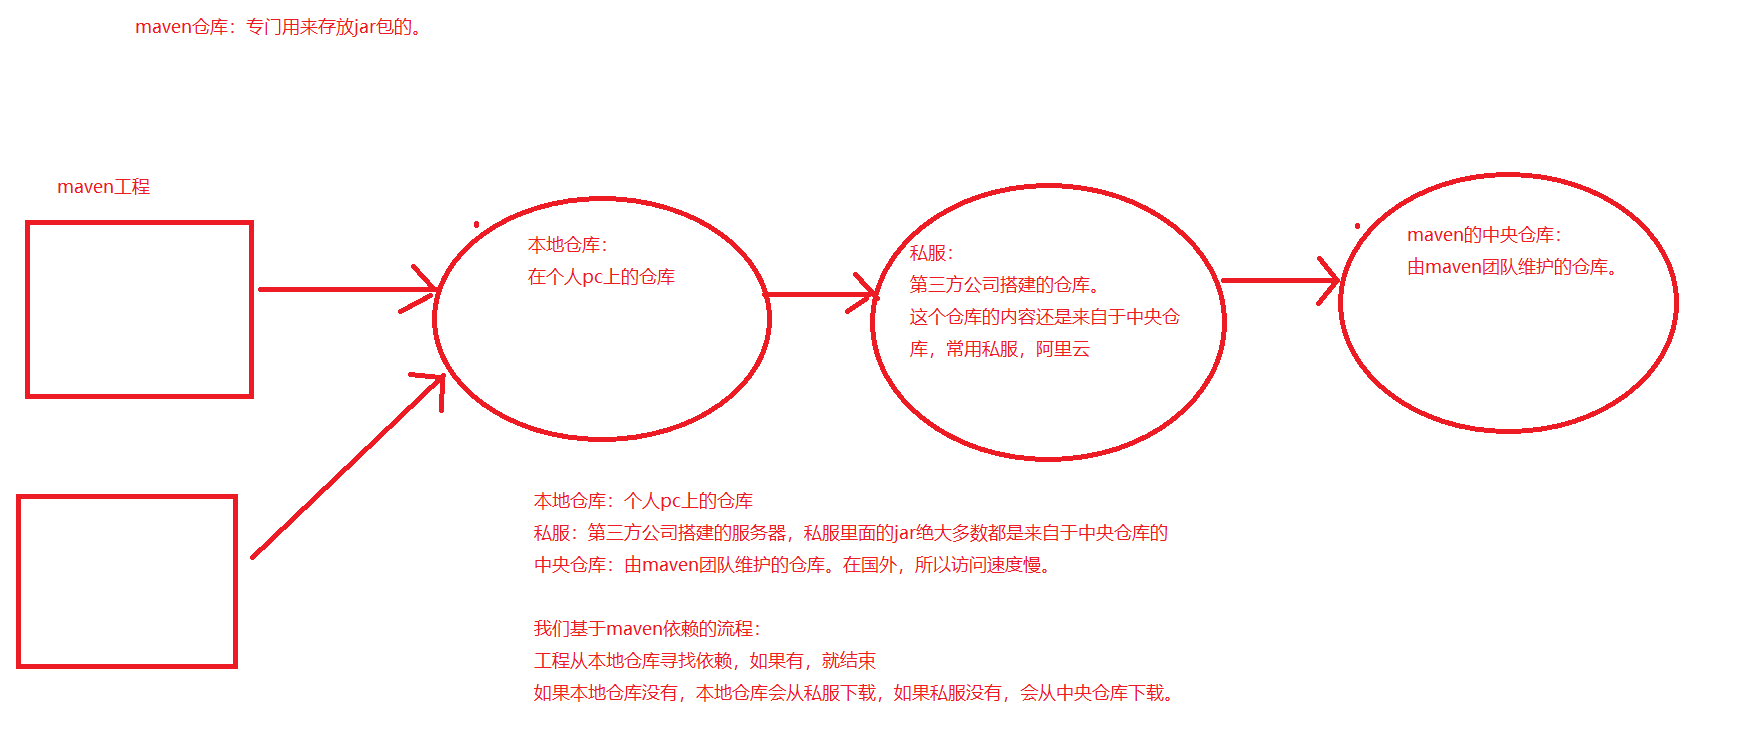 maven仓库：专门用来存放jar包的。
maven工程
本地仓库：
在个人pc上的仓库
私服：
第三方公司搭建的仓库。
这个仓库的内容还是来自于中央仓
库，常用私服，阿里云
maven的中央仓库：
由maven团队维护的仓库。
本地仓库：个人pc上的仓库
私服：第三方公司搭建的服务器，私服里面的jar绝大多数都是来自于中央仓库的
中央仓库：由maven团队维护的仓库。在国外，所以访问速度慢。
我们基于maven依赖的流程：
工程从本地仓库寻找依赖，如果有，就结束
如果本地仓库没有，本地仓库会从私服下载，如果私服没有，会从中央仓库下载。